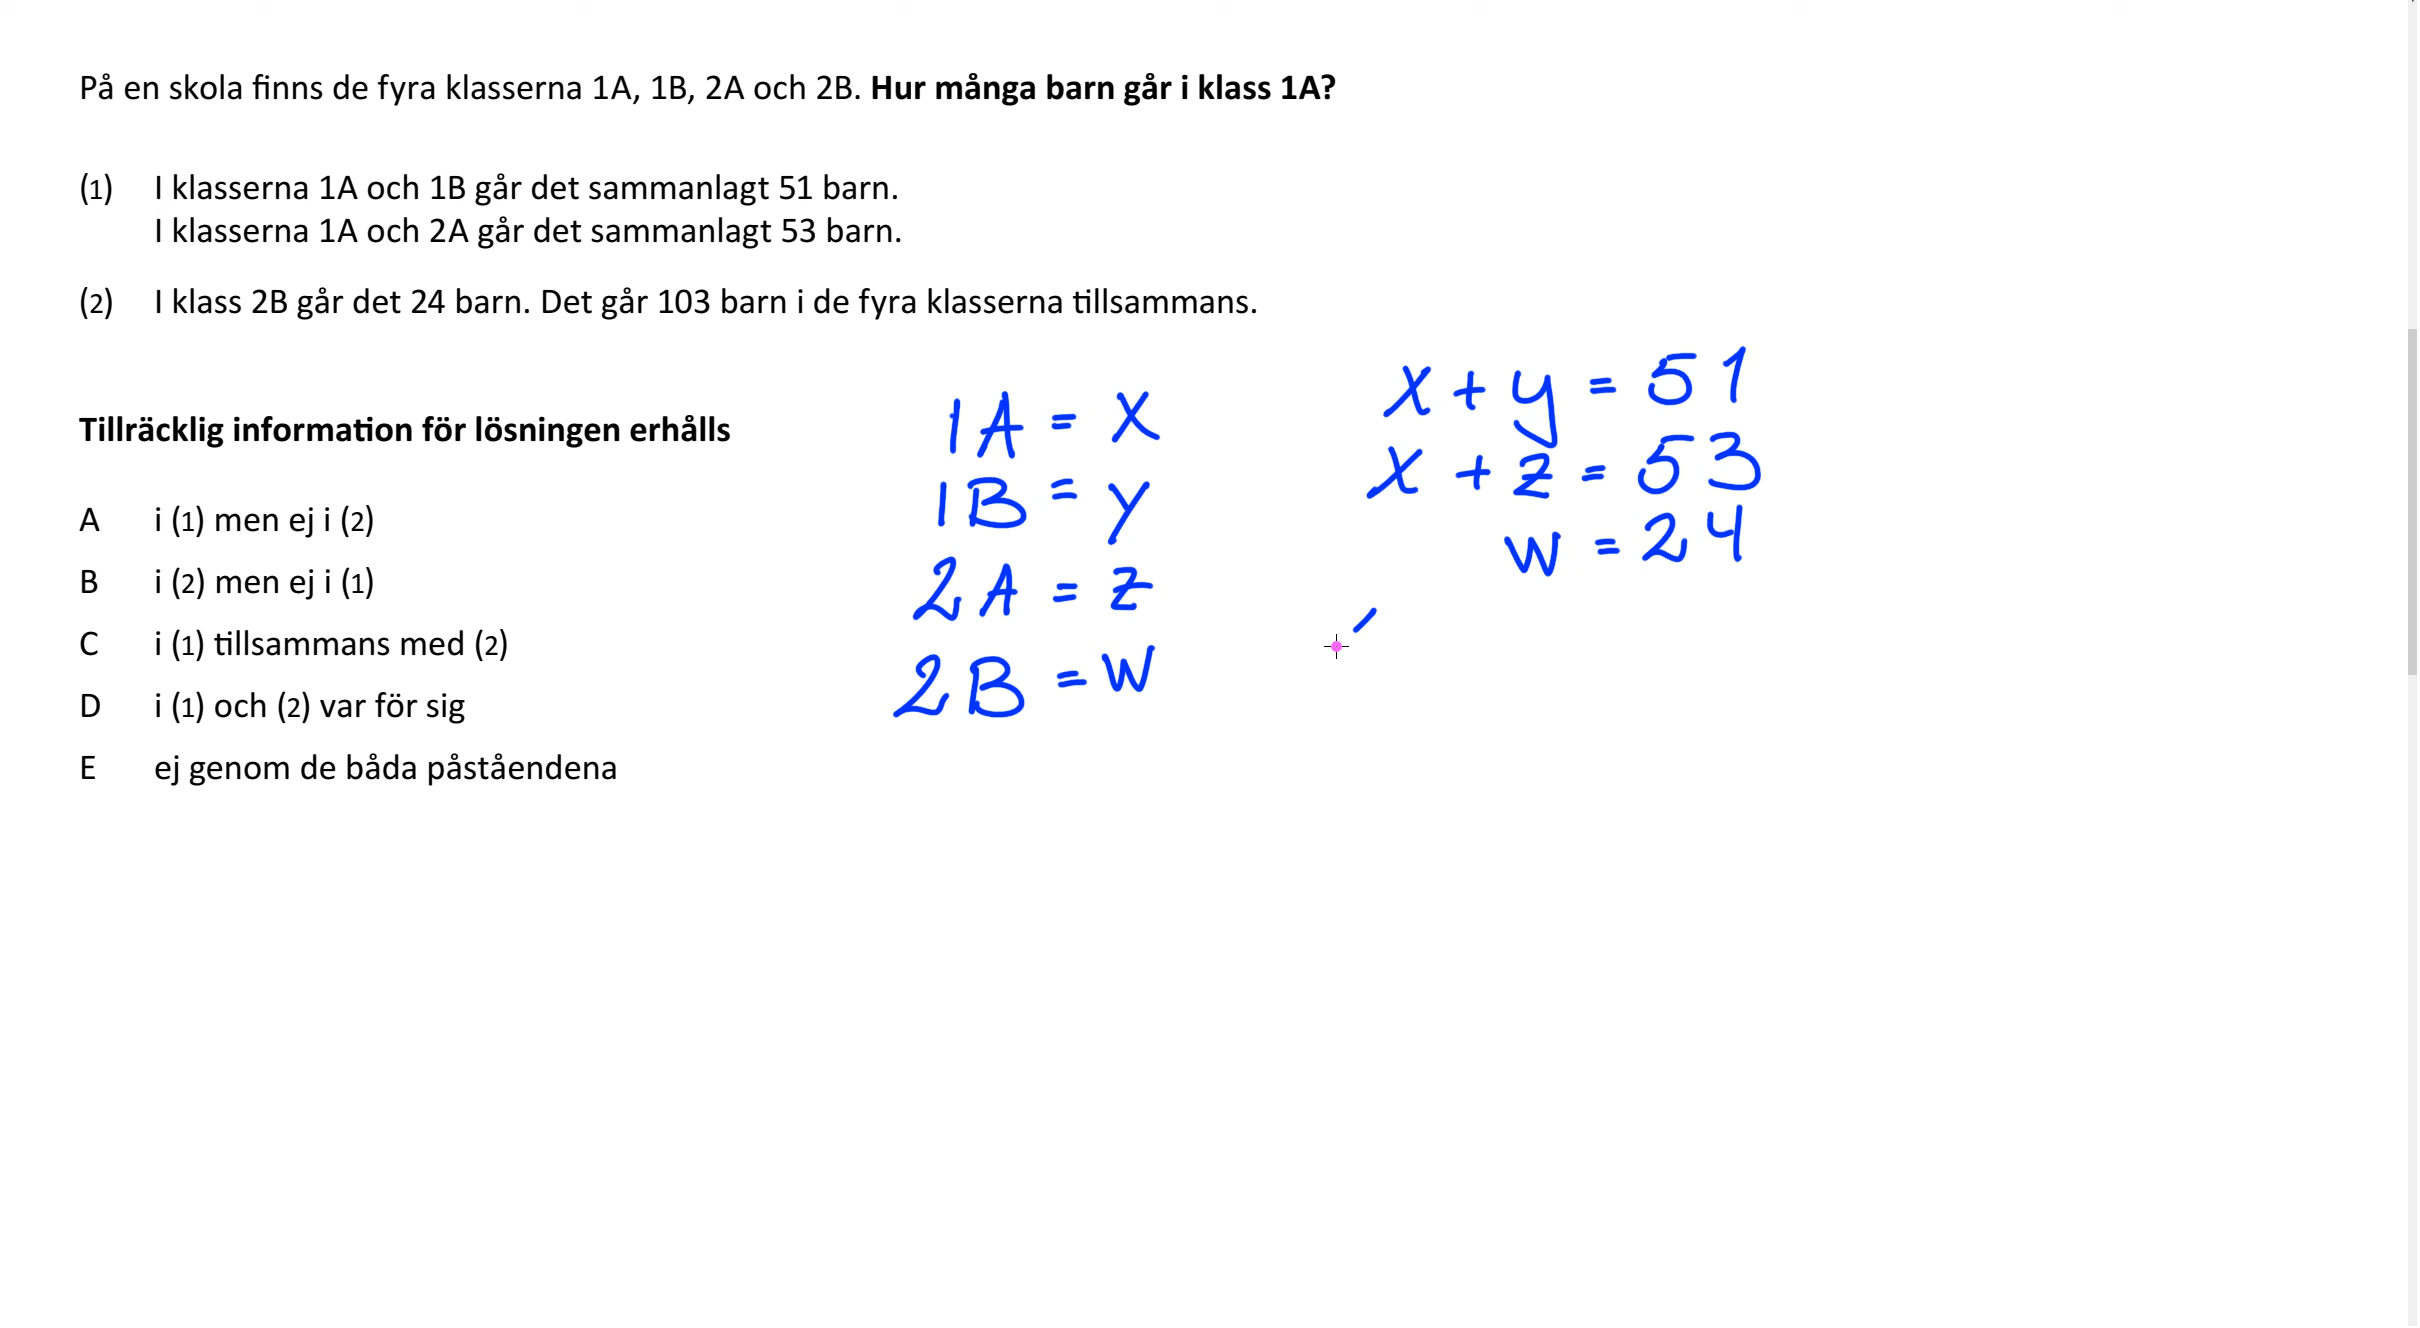 På en skola finns de fyra klasserna 1A, 1B, 2A och 2B. Hur många barn går i klass 1A?
(1) I klasserna 1A och 1B går det sammanlagt 51 barn.
I klasserna 1A och 2A går det sammanlagt 53 barn.
(2) I klass 2B går det 24 barn. Det går 103 barn i de fyra klasserna tillsammans.
Tillräcklig information för lösningen erhålls
A i (1) men ej i (2)
B i (2) men ej i (1)
C i (1) tillsammans med (2)
D i (1) och (2) var för sig
E ej genom de båda påståendena
1A = x
1B = y
2A = z
2B = w
x + y = 51
x + z = 53
w = 24